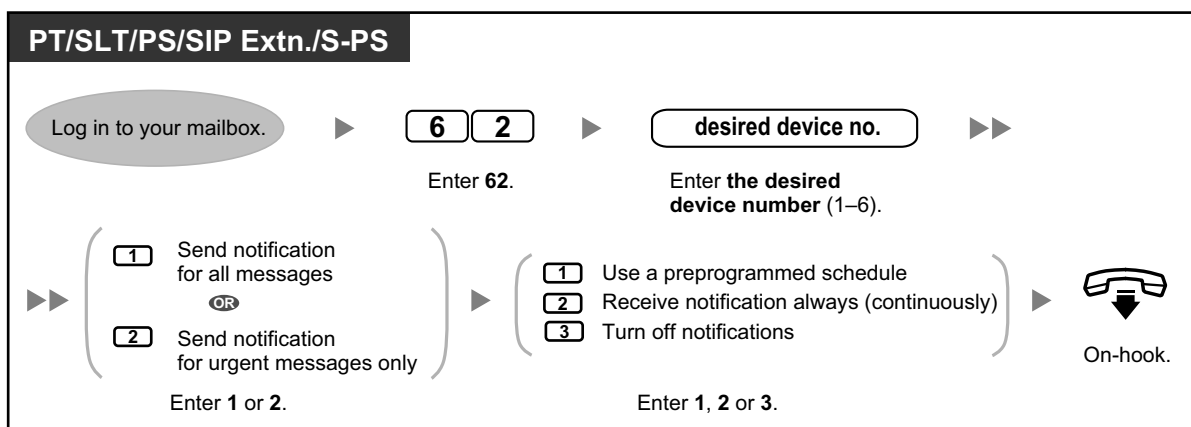 PT/SLT/PS/SIP Extn./S-PS
Log in to your mailbox.
6 2
desired device no.
Enter 62.
Enter the desired
device number (1–6).
1 Send notification
for all messages
OR
2 Send notification
for urgent messages only
Enter 1 or 2.
1 Use a preprogrammed schedule
2 Receive notification always (continuously)
3 Turn off notifications
Enter 1, 2 or 3.
On-hook.